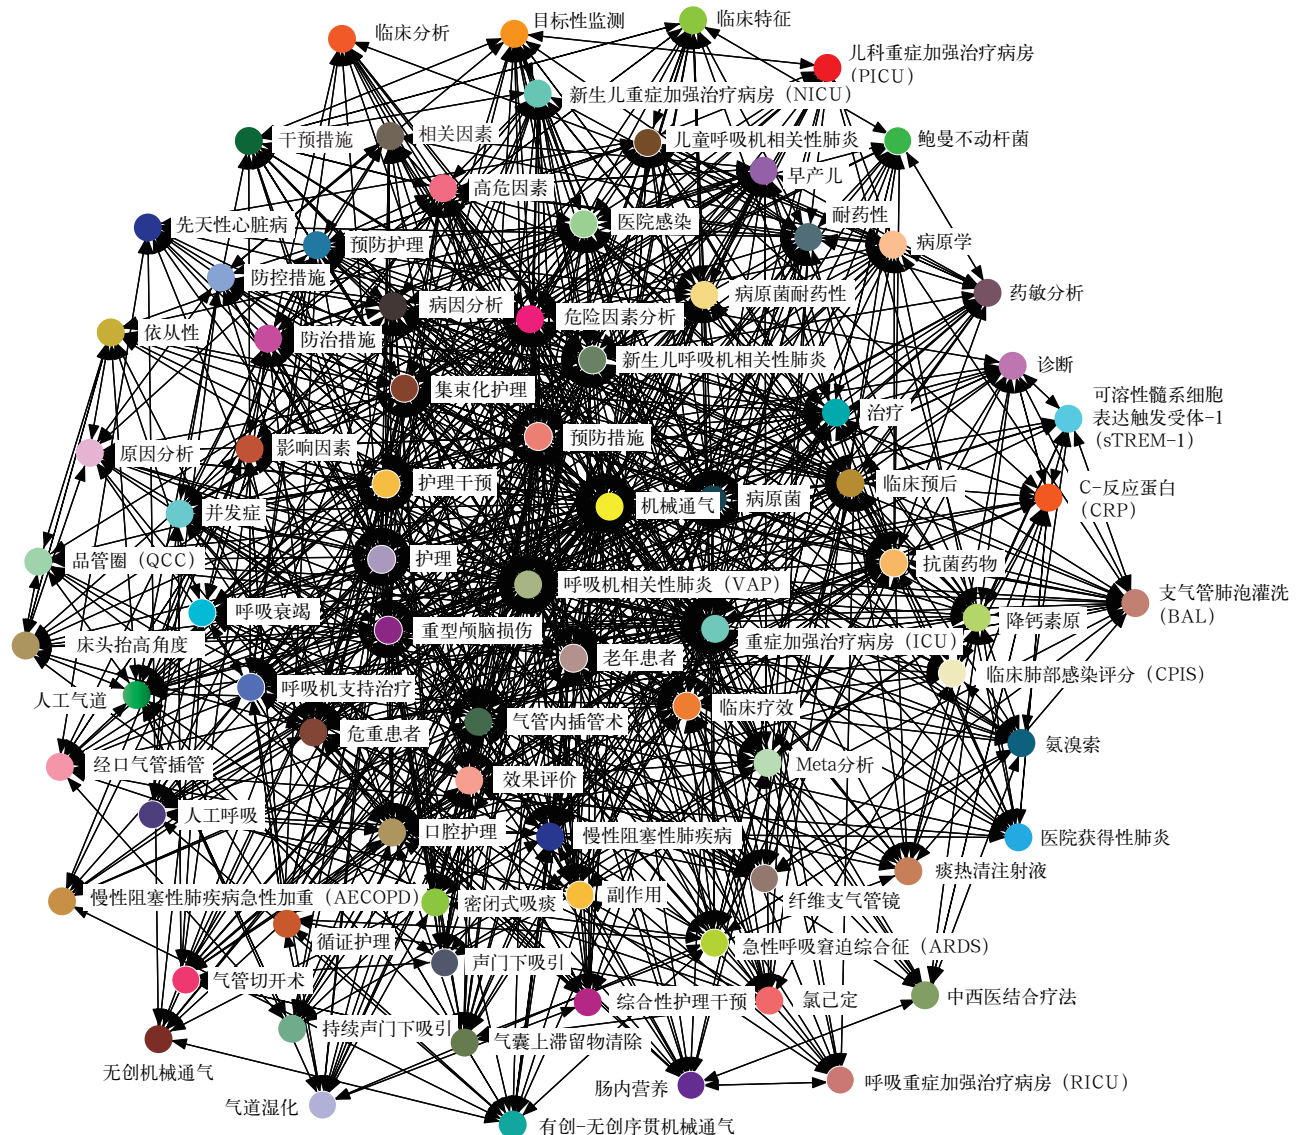 临床分析
目标性监测
临床特征
儿科重症加强治疗病房
(PICU)
新生儿重症加强治疗病房(NICU)
干预措施
相关因素
儿童呼吸机相关性肺炎
鲍曼不动杆菌
早产儿
高危因素
先天性心脏病
预防护理
医院感染
耐药性
病原学
防控措施
病因分析
病原菌耐药性
药敏分析
依从性
防治措施
危险因素分析
新生儿呼吸机相关性肺炎
诊断
集束化护理
治疗
可溶性髓系细胞
表达触发受体-1
(sTREM-1)
原因分析
影响因素
预防措施
护理干预
临床预后
C-反应蛋白
(CRP)
并发症
机械通气
病原菌
品管圈(QCC)
护理
呼吸机相关性肺炎(VAP)
抗菌药物
支气管肺泡灌洗
(BAL)
呼吸衰竭
重型颅脑损伤
降钙素原
床头抬高角度
重症加强治疗病房(ICU)
老年患者
临床肺部感染评分(CPIS)
人工气道
呼吸机支持治疗
临床疗效
气管内插管术
危重患者
氨溴索
经口气管插管
效果评价
Meta分析
人工呼吸
口腔护理
慢性阻塞性肺疾病
医院获得性肺炎
痰热清注射液
慢性阻塞性肺疾病急性加重(AECOPD)
密闭式吸痰
副作用
纤维支气管镜
循证护理
急性呼吸窘迫综合征(ARDS)
声门下吸引
气管切开术
综合性护理干预
氯己定
中西医结合疗法
持续声门下吸引
气囊上滞留物清除
无创机械通气
肠内营养
呼吸重症加强治疗病房(RICU)
气道湿化
有创-无创序贯机械通气